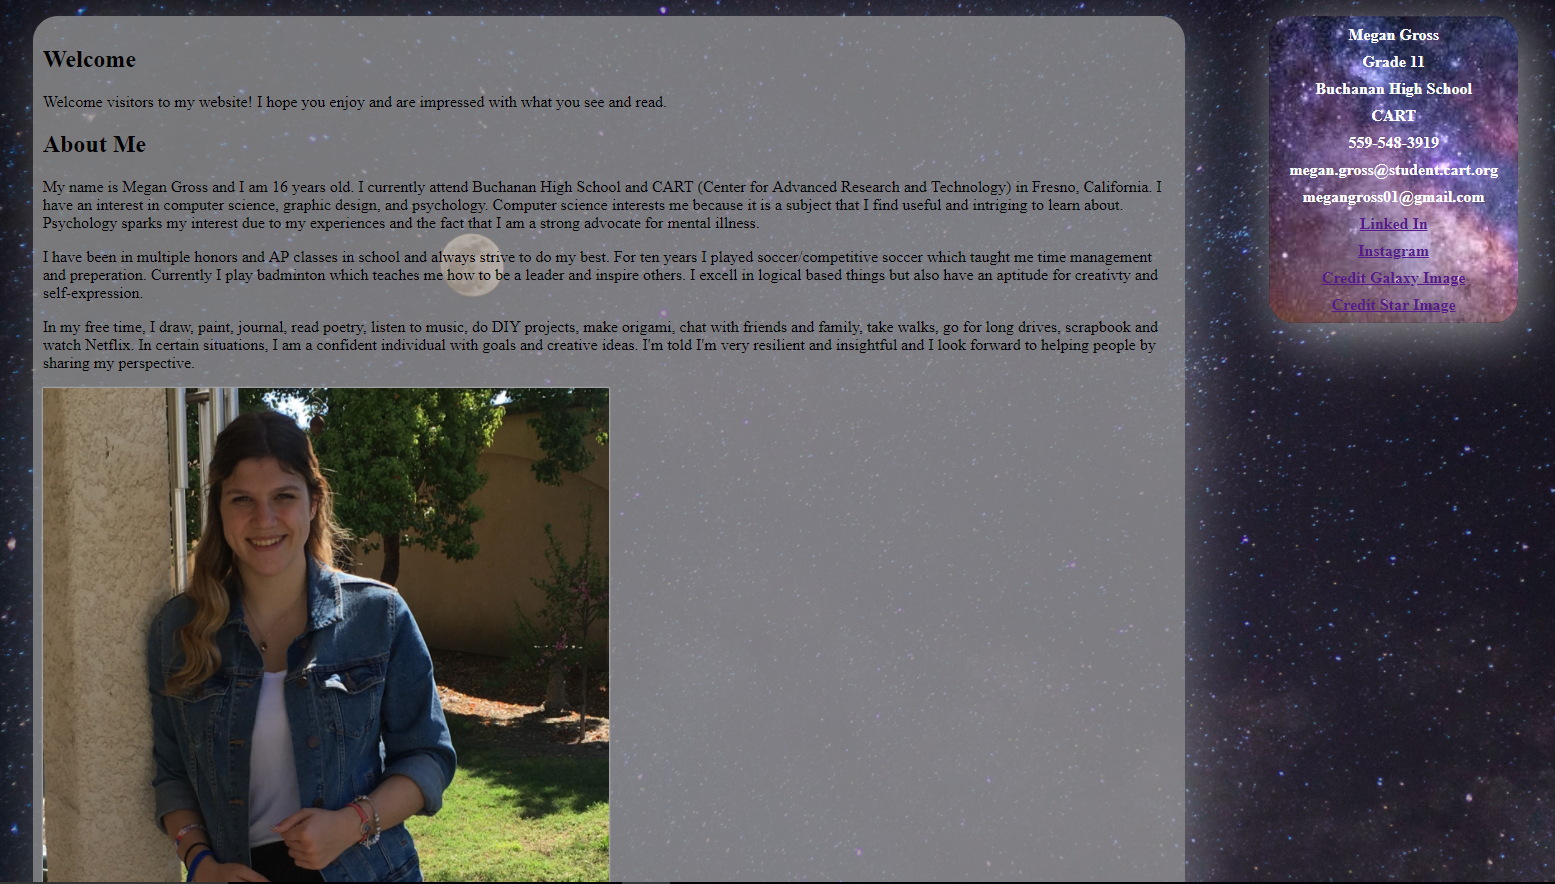 Welcome
Welcome visitors to my website! I hope you enjoy and are impressed with what you see and read.
About Me
My name is Megan Gross and I am 16 years old. I currently attend Buchanan High School and CART (Center for Advanced Research and Technology) in Fresno, California. I
have an interest in computer science, graphic design, and psychology. Computer science interests me because it is a subject that I find useful and intriging to learn about.
Psychology sparks my interest due to my experiences and the fact that I am a strong advocate for mental illness.
I have been in multiple honors and AP classes in school and always strive to do my best. For ten years I played soccer/competitive soccer which taught me time management
and preperation. Currently I play badminton which teaches me how to be a leader and inspire others. I excell in logical based things but also have an aptitude for creativty and
self-expression.
In my free time, I draw, paint, journal, read poetry, listen to music, do DIY projects, make origami, chat with friends and family, take walks, go for long drives, scrapbook and
watch Netflix. In certain situations, I am a confident individual with goals and creative ideas. I'm told I'm very resilient and insightful and I look forward to helping people by
sharing my perspective.
Megan Gross
Grade 11
Buchanan High School
CART
559-548-3919
megan.gross@student.cart.org
megangross01@gmail.com
Linked In
Instagram
Credit Galaxy Image
Credit Star Image